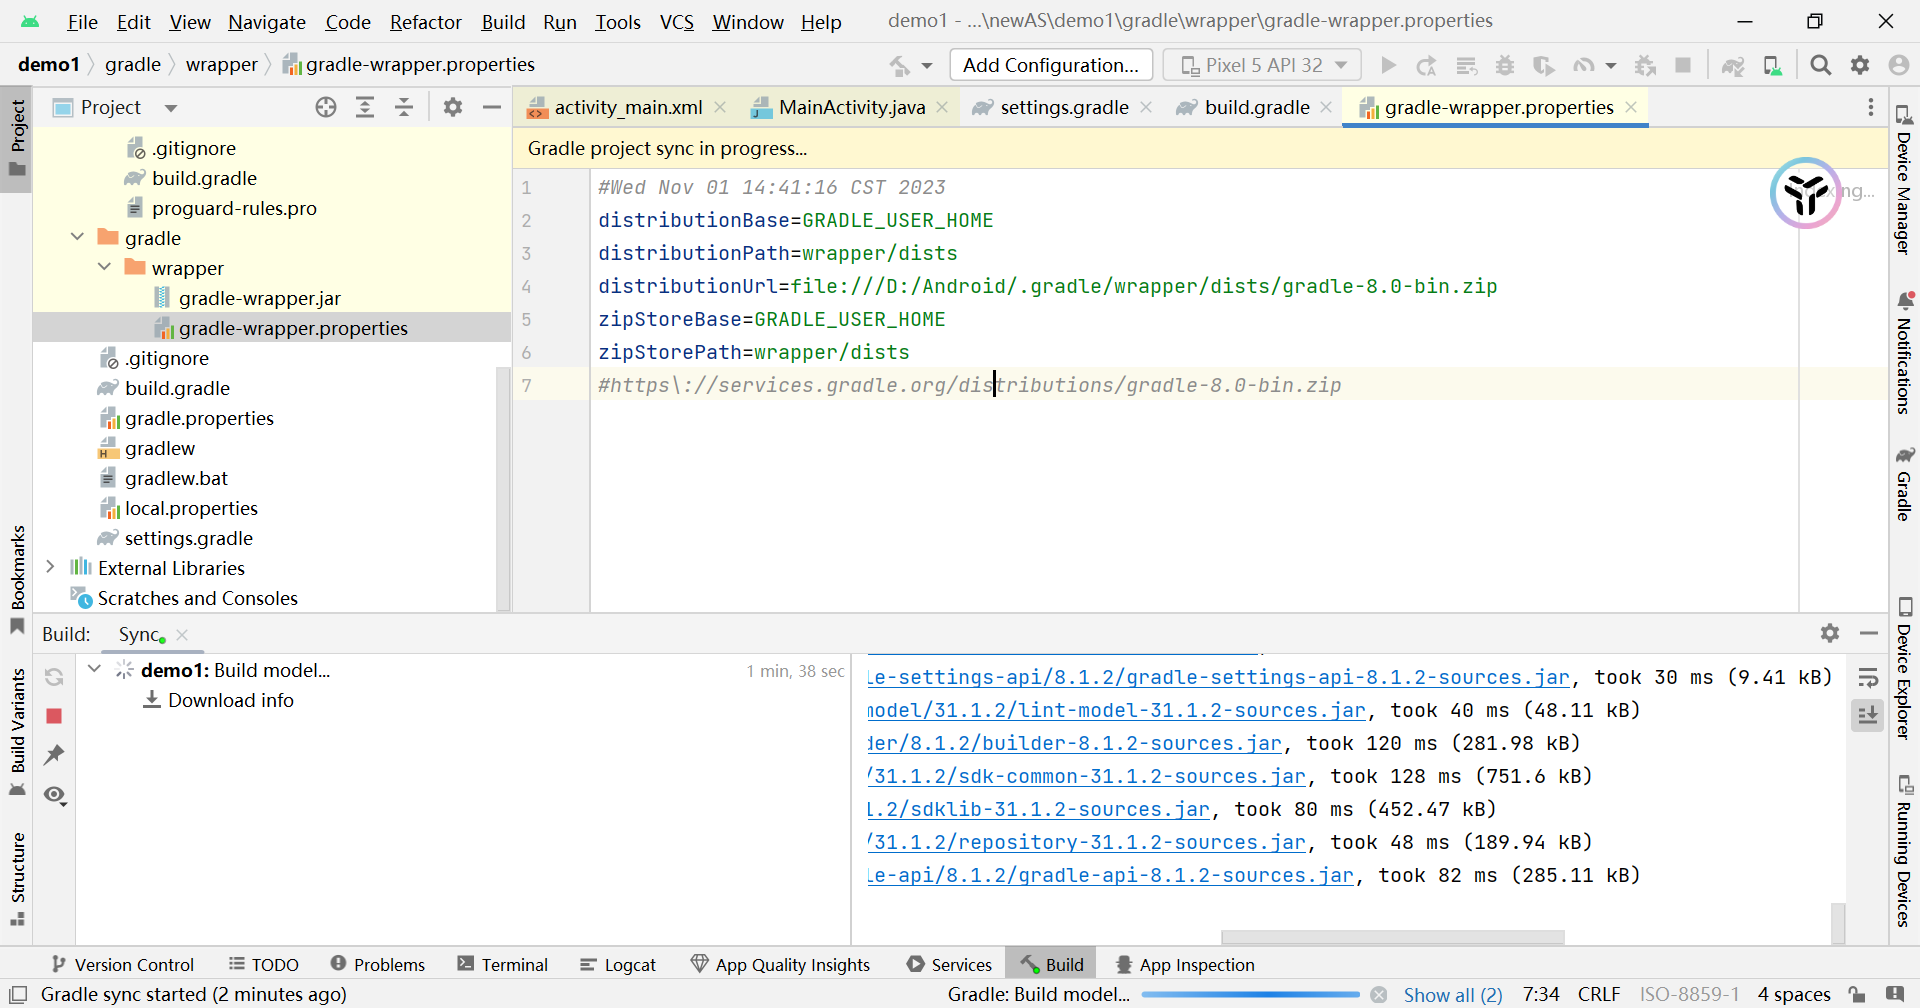 File Edit View Navigate Code Refactor Build Run Tools VCS Window Help demo1 - ...\newAS\demo1\gradle\wrapper\gradle-wrapper.properties
demo1 gradle wrapper gradle-wrapper.properties Add Configuration... Pixel 5 API 32
Project activity_main.xml MainActivity.java settings.gradle build.gradle gradle-wrapper.properties
Project
Bookmarks
Build Variants
Structure
.gitignore
build.gradle
proguard-rules.pro
gradle
wrapper
gradle-wrapper.jar
gradle-wrapper.properties
.gitignore
build.gradle
gradle.properties
gradlew
gradlew.bat
local.properties
settings.gradle
External Libraries
Scratches and Consoles
Gradle project sync in progress...
1 #Wed Nov 01 14:41:16 CST 2023
2 distributionBase=GRADLE_USER_HOME
3 distributionPath=wrapper/dists
4 distributionUrl=file:///D:/Android/.gradle/wrapper/dists/gradle-8.0-bin.zip
5 zipStoreBase=GRADLE_USER_HOME
6 zipStorePath=wrapper/dists
7 #https\://services.gradle.org/distributions/gradle-8.0-bin.zip
Device Manager
Notifications
Gradle
Device Explorer
Running Devices
Build: Sync
demo1: Build model... 1 min, 38 sec
Download info
le-settings-api/8.1.2/gradle-settings-api-8.1.2-sources.jar, took 30 ms (9.41 kB)
model/31.1.2/lint-model-31.1.2-sources.jar, took 40 ms (48.11 kB)
der/8.1.2/builder-8.1.2-sources.jar, took 120 ms (281.98 kB)
/31.1.2/sdk-common-31.1.2-sources.jar, took 128 ms (751.6 kB)
1.2/sdklib-31.1.2-sources.jar, took 80 ms (452.47 kB)
/31.1.2/repository-31.1.2-sources.jar, took 48 ms (189.94 kB)
le-api/8.1.2/gradle-api-8.1.2-sources.jar, took 82 ms (285.11 kB)
Version Control TODO Problems Terminal Logcat App Quality Insights Services Build App Inspection
Gradle sync started (2 minutes ago) Gradle: Build model... Show all (2) 7:34 CRLF ISO-8859-1 4 spaces